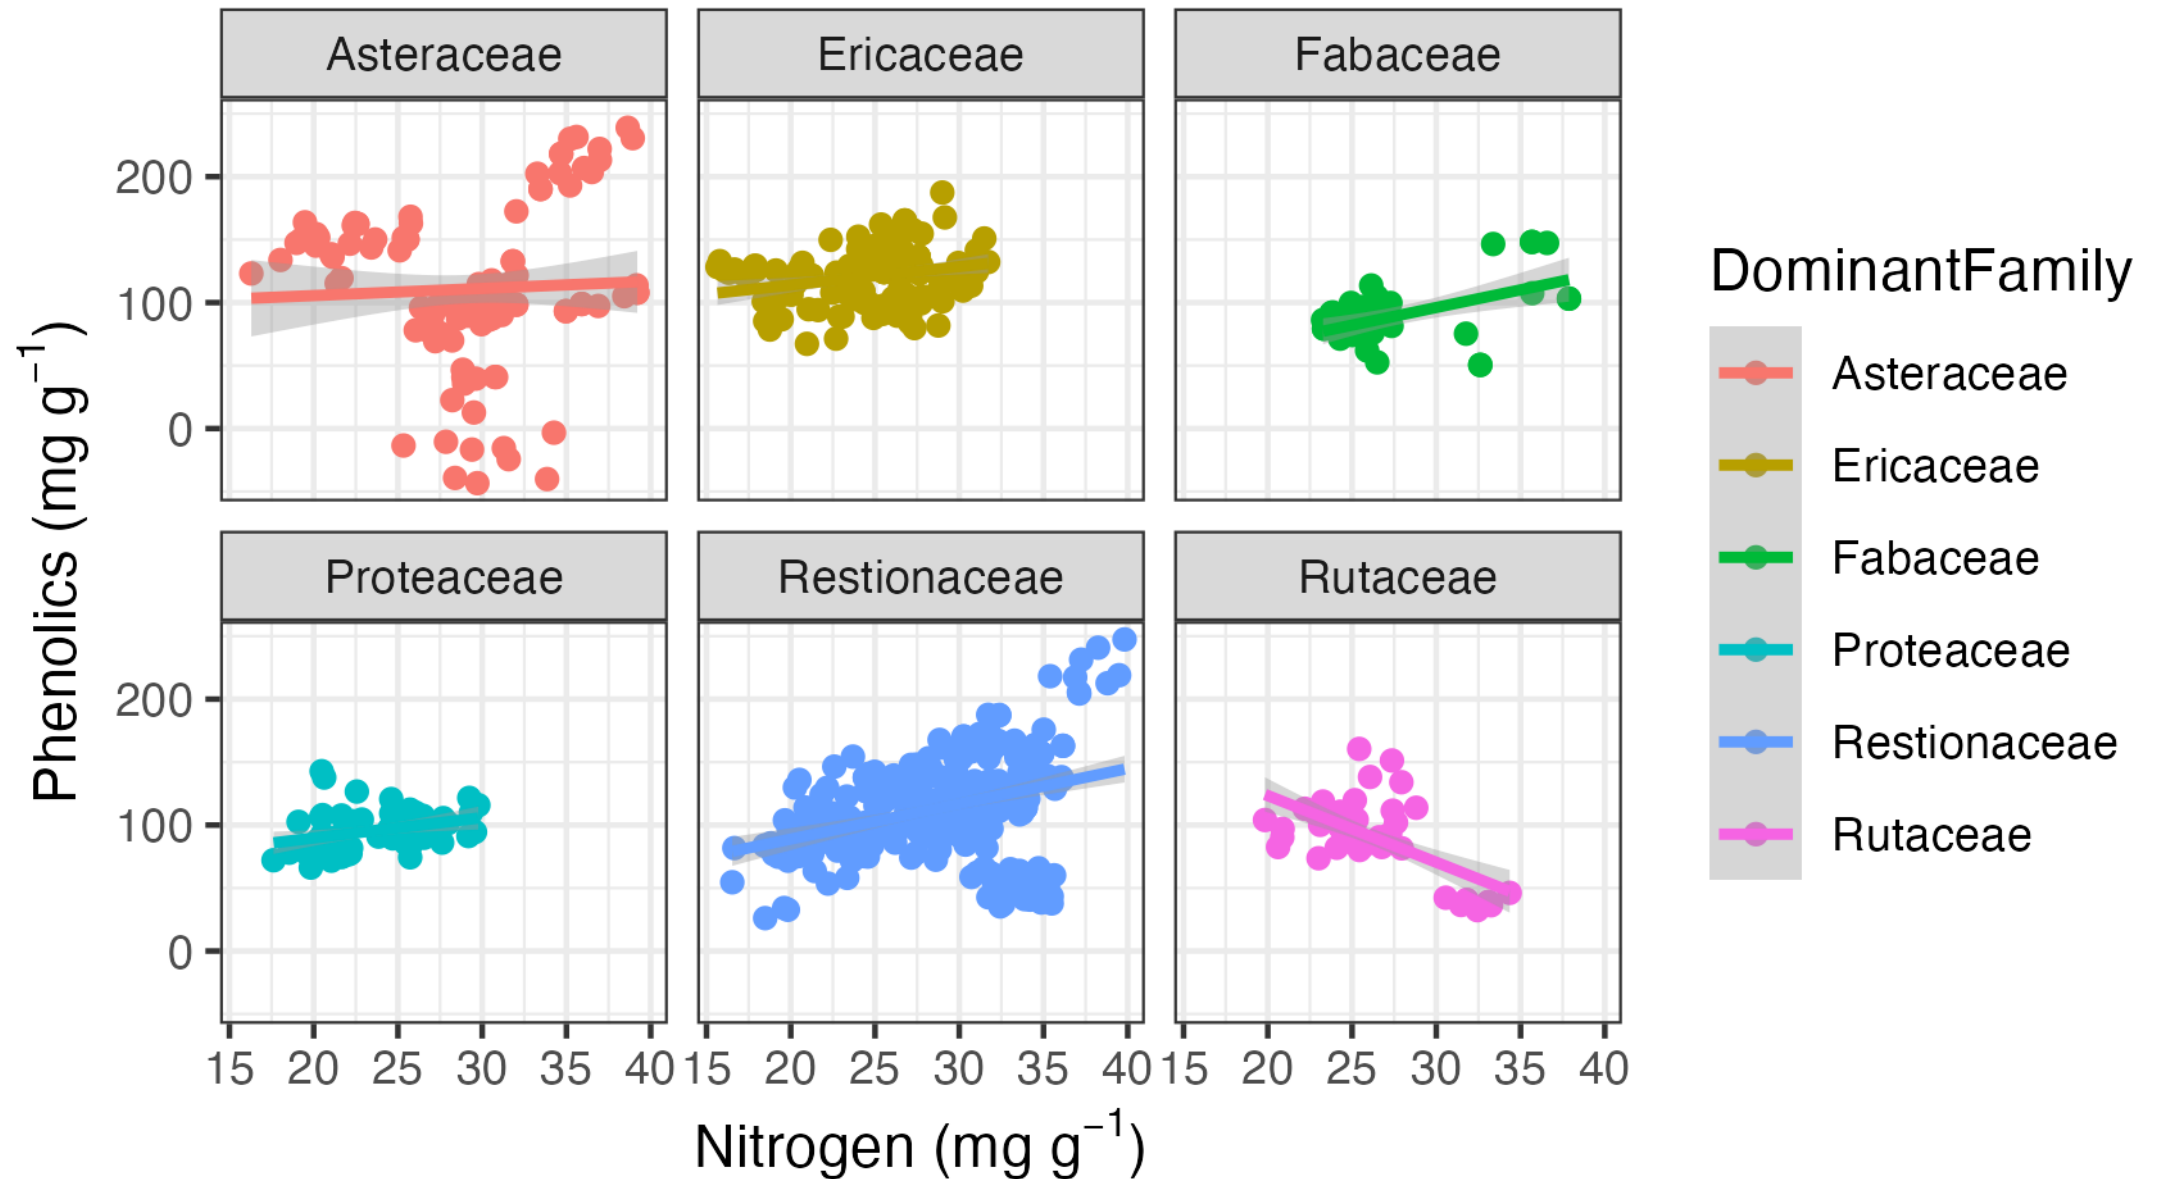 Asteraceae Ericaceae Fabaceae
200
100
0
Proteaceae Restionaceae Rutaceae
200
100
0
15 20 25 30 35 40 15 20 25 30 35 40 15 20 25 30 35 40
Nitrogen (mg g⁻¹)
Phenolics (mg g⁻¹)
DominantFamily
Asteraceae
Ericaceae
Fabaceae
Proteaceae
Restionaceae
Rutaceae